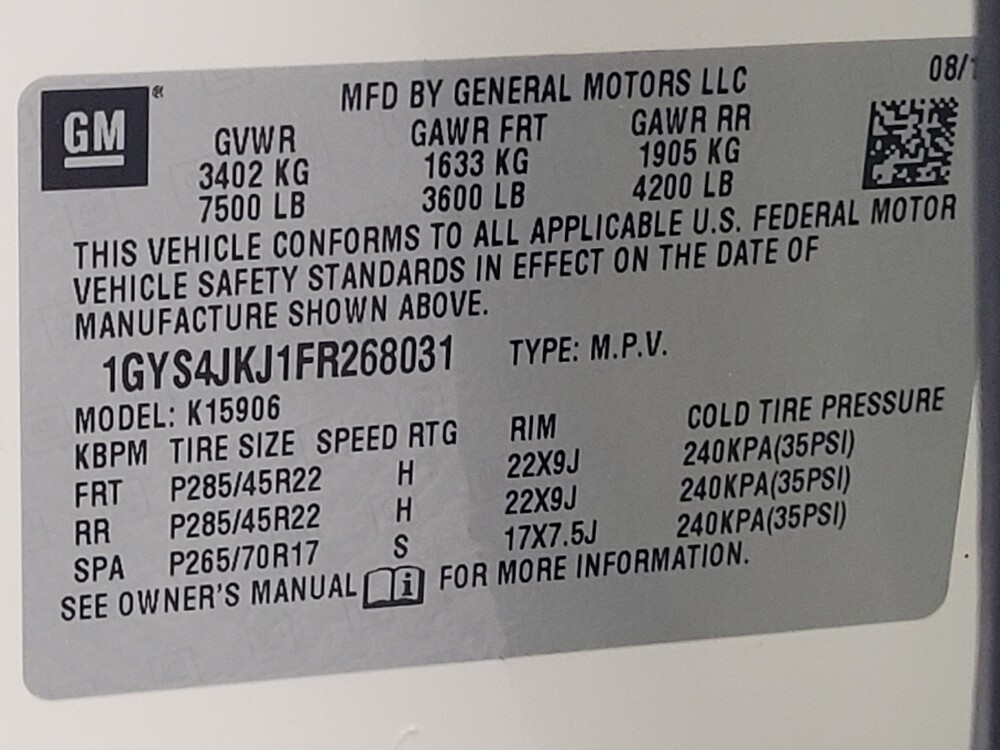 GM ®
MFD BY GENERAL MOTORS LLC 08/1
GVWR GAWR FRT GAWR RR
3402 KG 1633 KG 1905 KG
7500 LB 3600 LB 4200 LB
THIS VEHICLE CONFORMS TO ALL APPLICABLE U.S. FEDERAL MOTOR
VEHICLE SAFETY STANDARDS IN EFFECT ON THE DATE OF
MANUFACTURE SHOWN ABOVE.
1GYS4JKJ1FR268031 TYPE: M.P.V.
MODEL: K15906
KBPM TIRE SIZE SPEED RTG RIM COLD TIRE PRESSURE
FRT P285/45R22 H 22X9J 240KPA(35PSI)
RR P285/45R22 H 22X9J 240KPA(35PSI)
SPA P265/70R17 S 17X7.5J 240KPA(35PSI)
SEE OWNER'S MANUAL i FOR MORE INFORMATION.